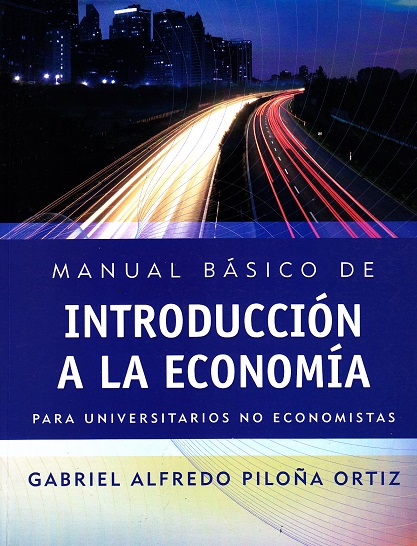 MANUAL BÁSICO DE
INTRODUCCIÓN
A LA ECONOMÍA
PARA UNIVERSITARIOS NO ECONOMISTAS
GABRIEL ALFREDO PILOÑA ORTIZ